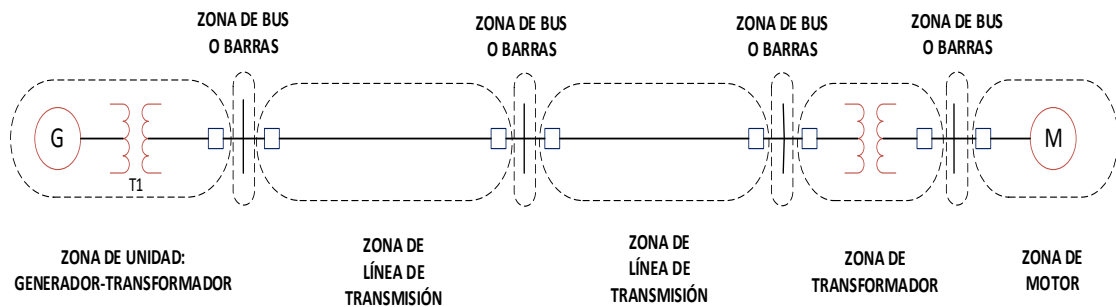 ZONA DE BUS
O BARRAS
ZONA DE BUS
O BARRAS
ZONA DE BUS
O BARRAS
ZONA DE BUS
O BARRAS
G
T1
M
ZONA DE UNIDAD:
GENERADOR-TRANSFORMADOR
ZONA DE
LÍNEA DE
TRANSMISIÓN
ZONA DE
LÍNEA DE
TRANSMISIÓN
ZONA DE
TRANSFORMADOR
ZONA DE
MOTOR